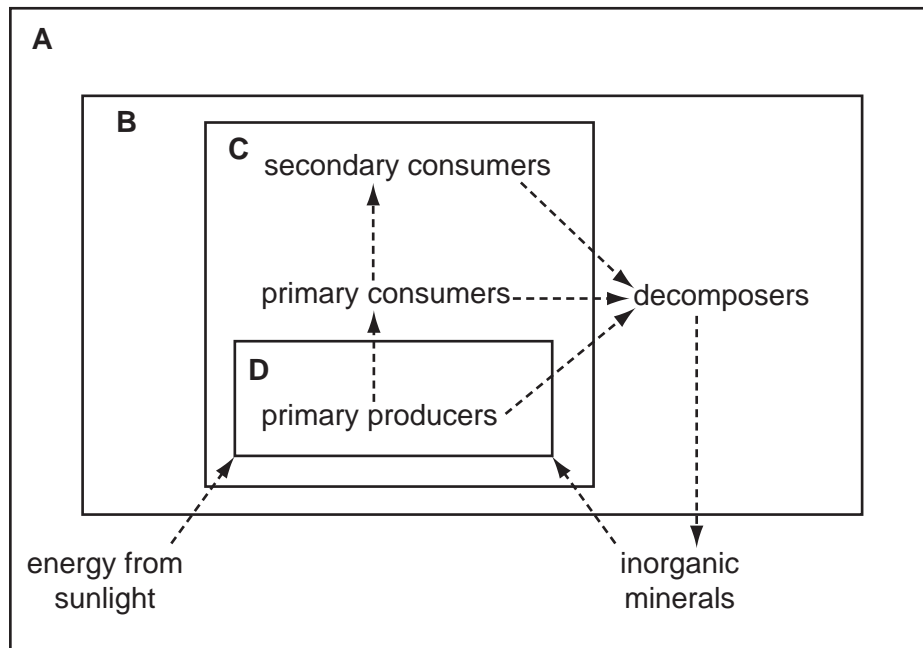 A
B
C
secondary consumers
primary consumers
decomposers
D
primary producers
energy from
sunlight
inorganic
minerals